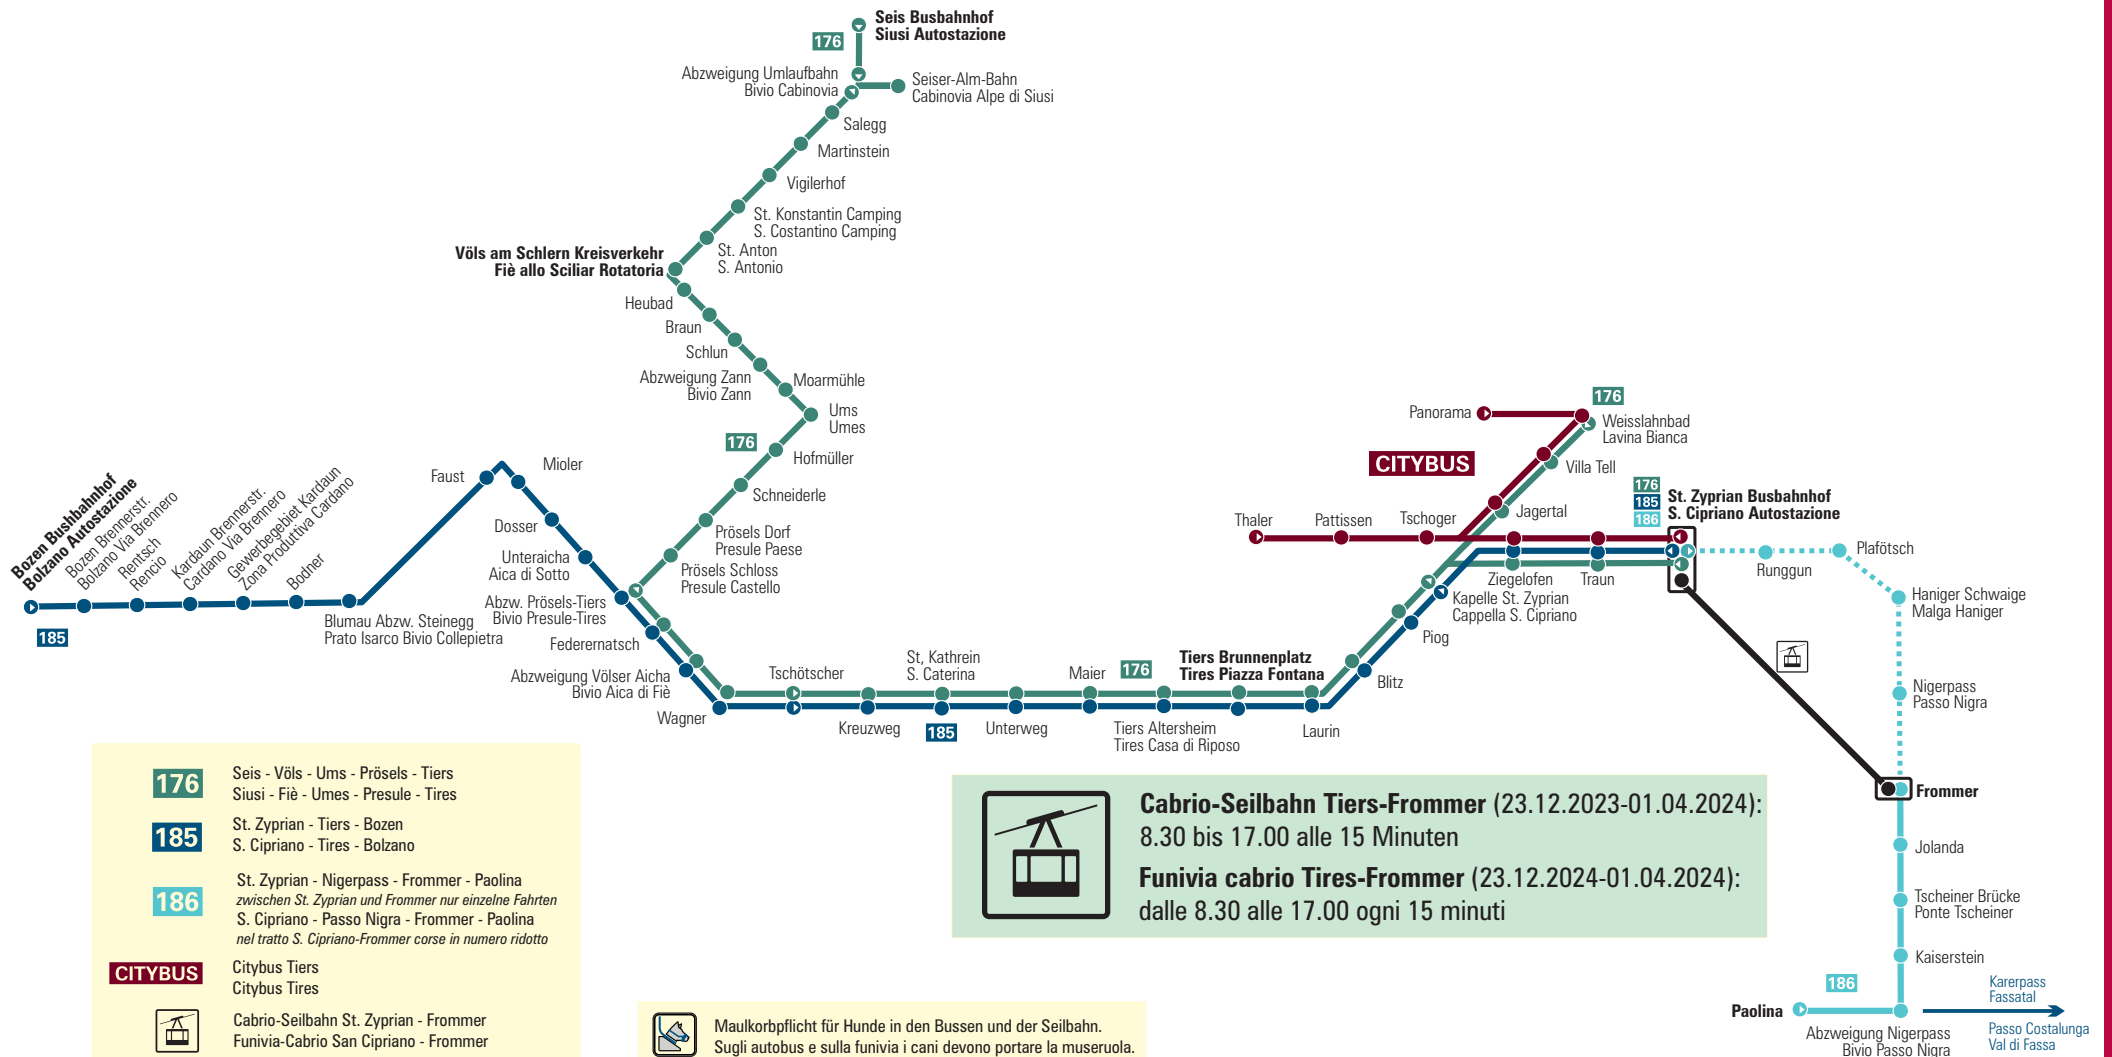 Seis Busbahnhof
Siusi Autostazione
176
Abzweigung Umlaufbahn
Bivio Cabinovia
Seiser-Alm-Bahn
Cabinovia Alpe di Siusi
Salegg
Martinstein
Vigilerhof
St. Konstantin Camping
S. Costantino Camping
St. Anton
S. Antonio
Völs am Schlern Kreisverkehr
Fiè allo Sciliar Rotatoria
Heubad
Braun
Schlun
Abzweigung Zann
Bivio Zann
Moarmühle
Ums
Umes
176
Hofmüller
Schneiderle
Prösels Dorf
Presule Paese
Prösels Schloss
Presule Castello
Bozen Bushbahnhof
Bolzano Autostazione
Bozen Brennerstr.
Bolzano Via Brennero
Rentsch
Rencio
Kardaun Brennerstr.
Cardano Via Brennero
Gewerbegebiet Kardaun
Zona Produttiva Cardano
Bodner
185
Blumau Abzw. Steinegg
Prato Isarco Bivio Collepietra
Faust
Mioler
Dosser
Unteraicha
Aica di Sotto
Abzw. Prösels-Tiers
Bivio Presule-Tires
Federernatsch
Abzweigung Völser Aicha
Bivio Aica di Fiè
Wagner
Tschötscher
Kreuzweg
St, Kathrein
S. Caterina
185
Unterweg
Maier
176
Tiers Altersheim
Tires Casa di Riposo
Tiers Brunnenplatz
Tires Piazza Fontana
Laurin
Blitz
Piog
Kapelle St. Zyprian
Cappella S. Cipriano
Ziegelofen
Traun
Panorama
176
Weisslahnbad
Lavina Bianca
CITYBUS
Villa Tell
Jagertal
Thaler
Pattissen
Tschoger
176
185
186
St. Zyprian Busbahnhof
S. Cipriano Autostazione
Runggun
Plafötsch
Haniger Schwaige
Malga Haniger
Nigerpass
Passo Nigra
Frommer
Jolanda
Tscheiner Brücke
Ponte Tscheiner
Kaiserstein
186
Paolina
Abzweigung Nigerpass
Bivio Passo Nigra
Karerpass
Fassatal
Passo Costalunga
Val di Fassa
176
Seis - Völs - Ums - Prösels - Tiers
Siusi - Fiè - Umes - Presule - Tires
185
St. Zyprian - Tiers - Bozen
S. Cipriano - Tires - Bolzano
186
St. Zyprian - Nigerpass - Frommer - Paolina
zwischen St. Zyprian und Frommer nur einzelne Fahrten
S. Cipriano - Passo Nigra - Frommer - Paolina
nel tratto S. Cipriano-Frommer corse in numero ridotto
CITYBUS
Citybus Tiers
Citybus Tires
Cabrio-Seilbahn St. Zyprian - Frommer
Funivia-Cabrio San Cipriano - Frommer
Cabrio-Seilbahn Tiers-Frommer (23.12.2023-01.04.2024):
8.30 bis 17.00 alle 15 Minuten
Funivia cabrio Tires-Frommer (23.12.2024-01.04.2024):
dalle 8.30 alle 17.00 ogni 15 minuti
Maulkorbpflicht für Hunde in den Bussen und der Seilbahn.
Sugli autobus e sulla funivia i cani devono portare la museruola.